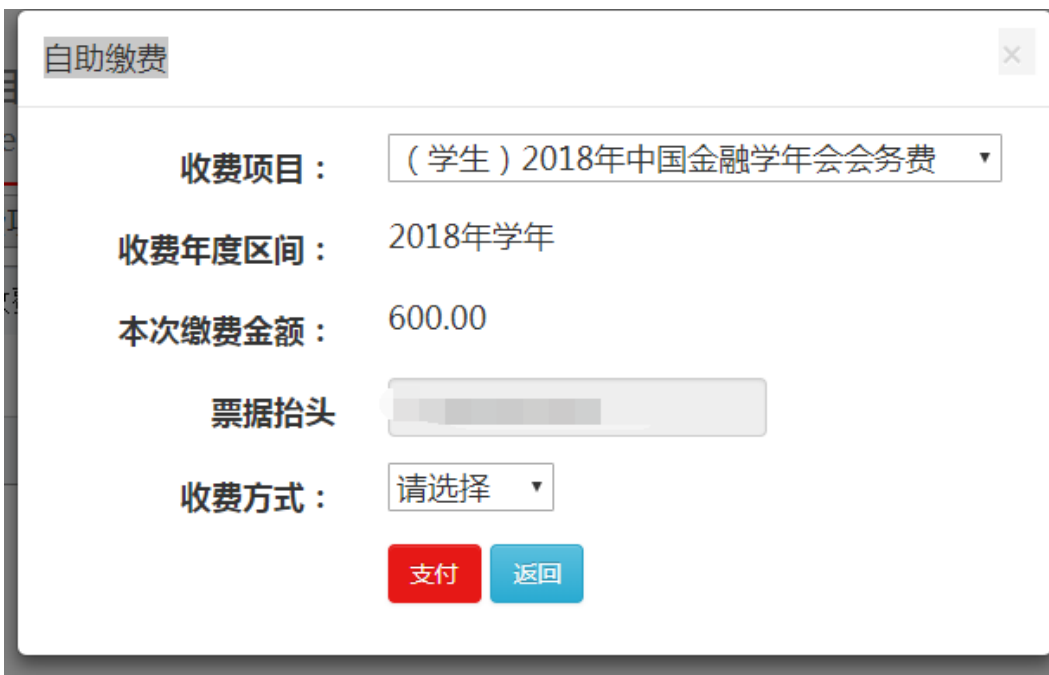 自助缴费
×
收费项目：
（学生）2018年中国金融学年会会务费
收费年度区间：
2018年学年
本次缴费金额：
600.00
票据抬头
收费方式：
请选择
支付 返回